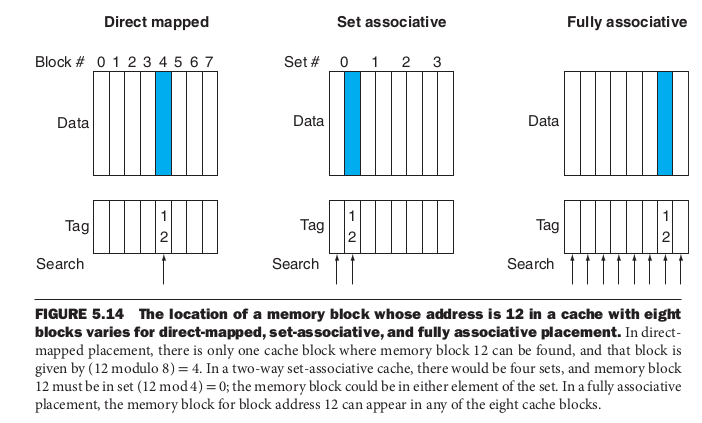 Direct mapped
Set associative
Fully associative
Block # 0 1 2 3 4 5 6 7
Set # 0 1 2 3
Data
Data
Data
Tag
1
2
Tag
1
2
Tag
1
2
Search
Search
Search
FIGURE 5.14 The location of a memory block whose address is 12 in a cache with eight
blocks varies for direct-mapped, set-associative, and fully associative placement. In direct-
mapped placement, there is only one cache block where memory block 12 can be found, and that block is
given by (12 modulo 8) = 4. In a two-way set-associative cache, there would be four sets, and memory block
12 must be in set (12 mod 4) = 0; the memory block could be in either element of the set. In a fully associative
placement, the memory block for block address 12 can appear in any of the eight cache blocks.